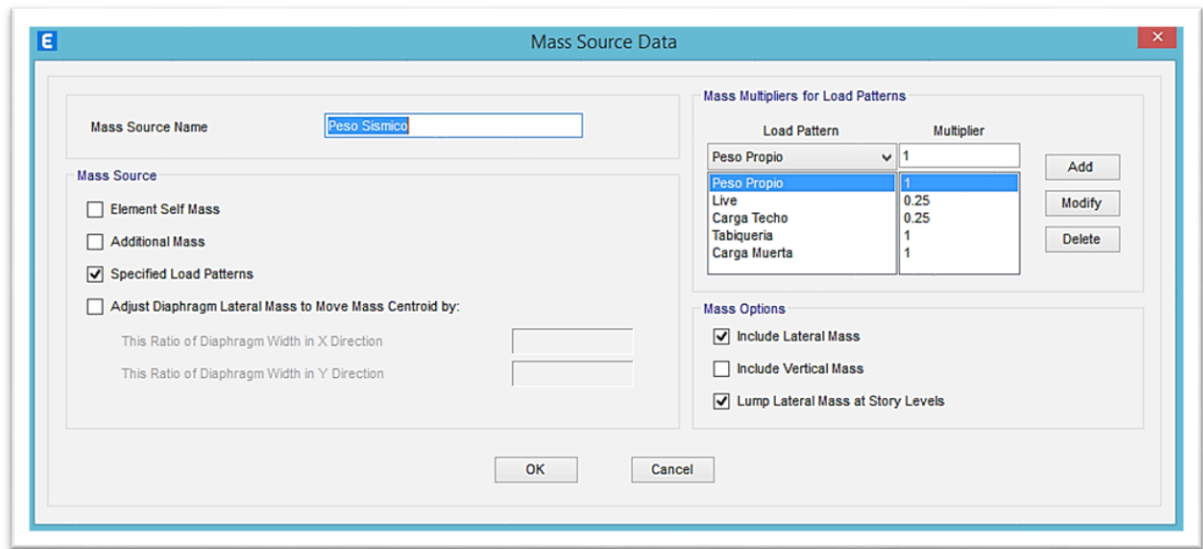 E
Mass Source Data
Mass Source Name
Peso Sismico
Mass Source
Element Self Mass
Additional Mass
Specified Load Patterns
Adjust Diaphragm Lateral Mass to Move Mass Centroid by:
This Ratio of Diaphragm Width in X Direction
This Ratio of Diaphragm Width in Y Direction
Mass Multipliers for Load Patterns
Load Pattern Multiplier
Peso Propio 1
Peso Propio 1
Live 0.25
Carga Techo 0.25
Tabiqueria 1
Carga Muerta 1
Add
Modify
Delete
Mass Options
Include Lateral Mass
Include Vertical Mass
Lump Lateral Mass at Story Levels
OK Cancel